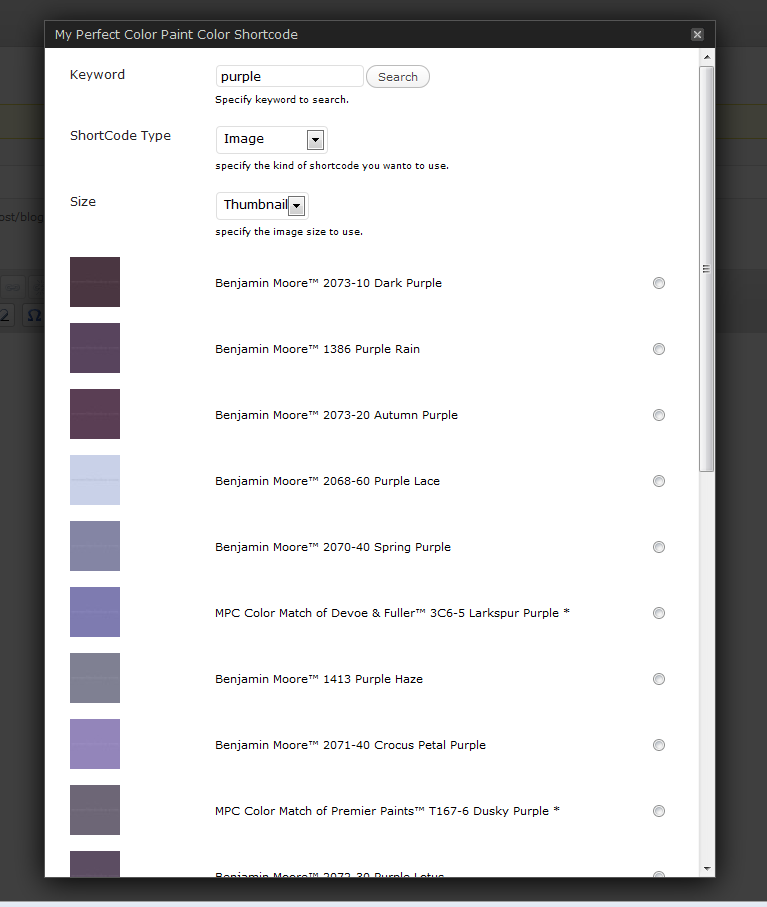 My Perfect Color Paint Color Shortcode
Keyword
purple
Search
Specify keyword to search.
ShortCode Type
Image
specify the kind of shortcode you wanto to use.
Size
Thumbnail
specify the image size to use.
ost/blog
Benjamin Moore™ 2073-10 Dark Purple
Benjamin Moore™ 1386 Purple Rain
2
Ω
Benjamin Moore™ 2073-20 Autumn Purple
Benjamin Moore™ 2068-60 Purple Lace
Benjamin Moore™ 2070-40 Spring Purple
MPC Color Match of Devoe & Fuller™ 3C6-5 Larkspur Purple *
Benjamin Moore™ 1413 Purple Haze
Benjamin Moore™ 2071-40 Crocus Petal Purple
MPC Color Match of Premier Paints™ T167-6 Dusky Purple *
Benjamin Moore™ 2072-30 Purple Lotus